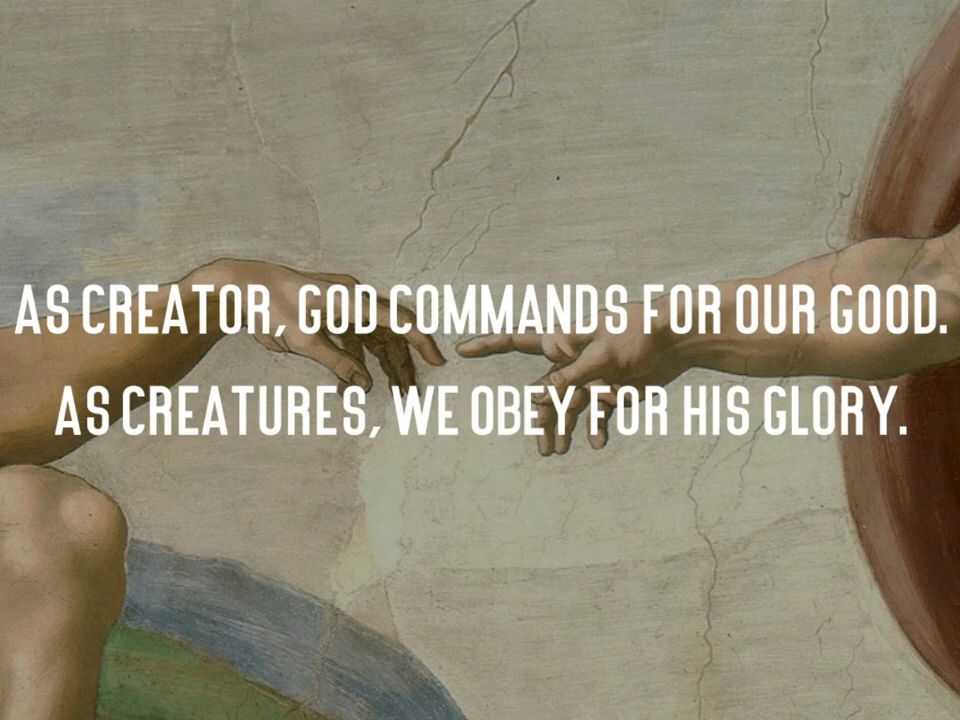 AS CREATOR, GOD COMMANDS FOR OUR GOOD.
AS CREATURES, WE OBEY FOR HIS GLORY.